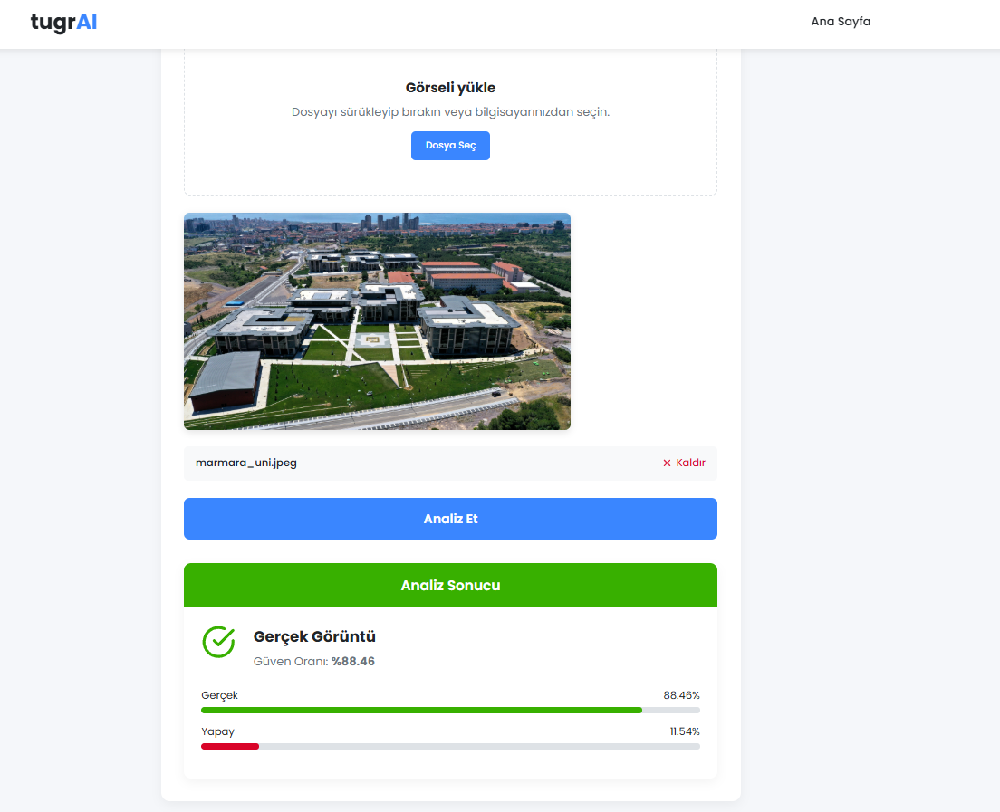 tugrAI
Ana Sayfa
Görseli yükle
Dosyayı sürükleyip bırakın veya bilgisayarınızdan seçin.
Dosya Seç
marmara_uni.jpeg
× Kaldır
Analiz Et
Analiz Sonucu
Gerçek Görüntü
Güven Oranı: %88.46
Gerçek 88.46%
Yapay 11.54%